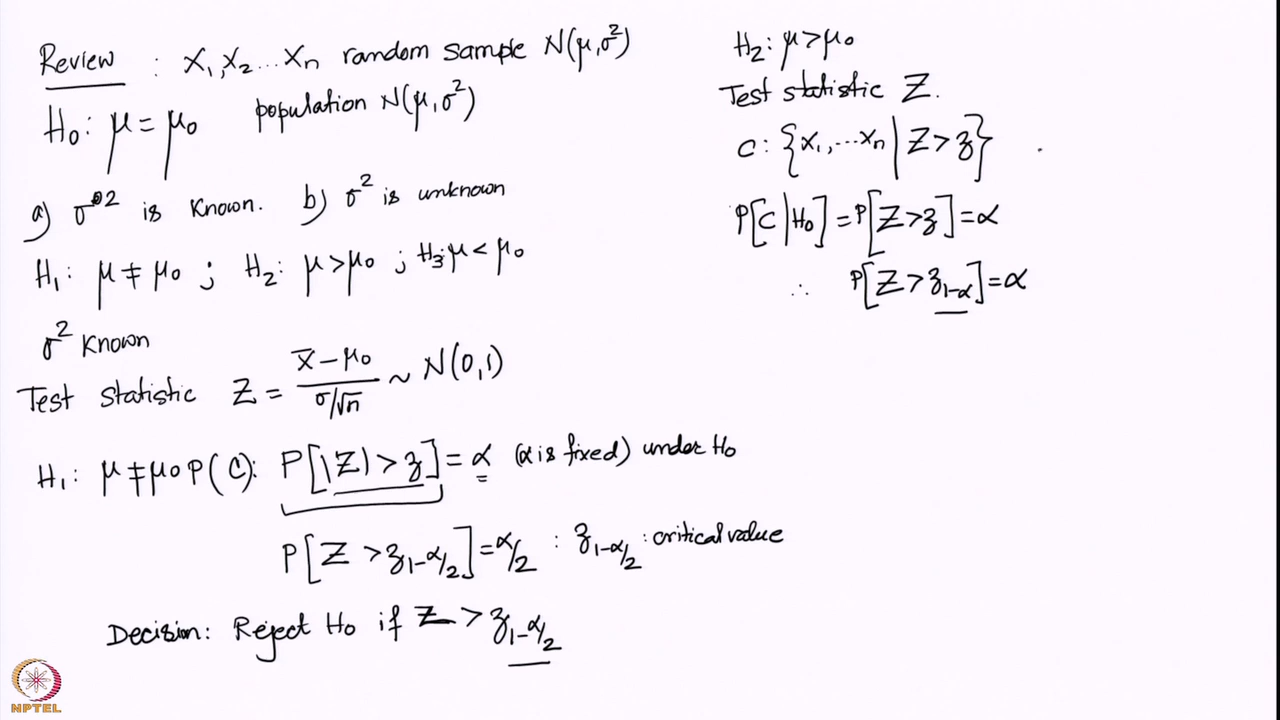 Review : X₁, X₂ ... Xn random sample N(μ,σ²)
H₀: μ = μ₀ population N(μ,σ²)
a) σ² is known. b) σ² is unknown
H₁: μ ≠ μ₀ ; H₂: μ > μ₀ ; H₃: μ < μ₀
σ² known
Test statistic Z = (X̄ − μ₀)/(σ/√n) ~ N(0,1)
H₁: μ ≠ μ₀ P(C): P[|Z| > z] = α (α is fixed) under H₀
P[Z > z₁₋α/₂] = α/2 : z₁₋α/₂ : critical value
Decision: Reject H₀ if Z > z₁₋α/₂
H₂: μ > μ₀
Test statistic Z.
C: {X₁, ... Xn | Z > z}
P[C | H₀] = P[Z > z] = α
∴ P[Z > z₁₋α] = α
NPTEL